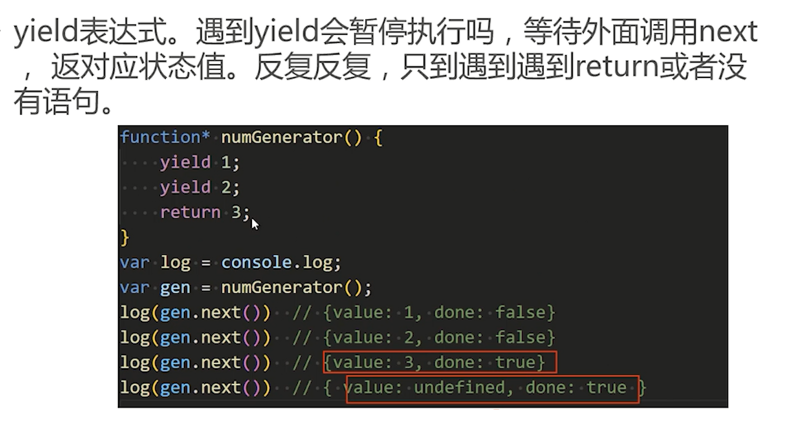 yield表达式。遇到yield会暂停执行吗，等待外面调用next
，返对应状态值。反复反复，只到遇到遇到return或者没
有语句。
function* numGenerator() {
    yield 1;
    yield 2;
    return 3;
}
var log = console.log;
var gen = numGenerator();
log(gen.next())  // {value: 1, done: false}
log(gen.next())  // {value: 2, done: false}
log(gen.next())  // {value: 3, done: true}
log(gen.next())  // { value: undefined, done: true }